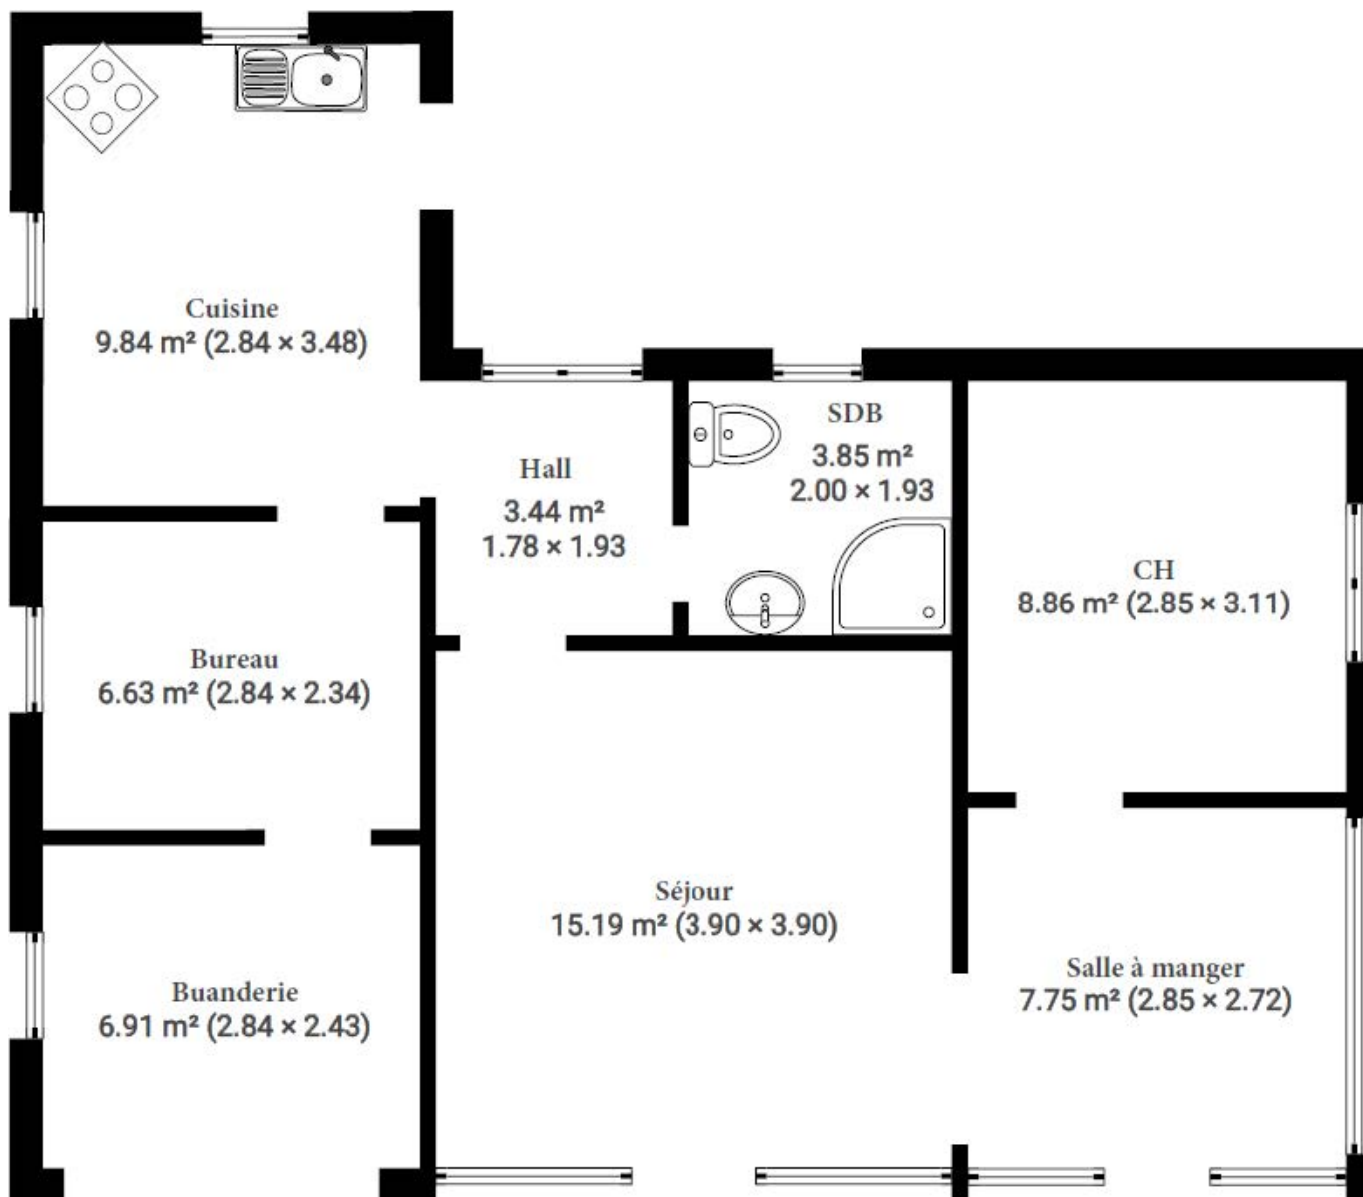 Cuisine
9.84 m² (2.84 × 3.48)
SDB
3.85 m²
2.00 × 1.93
Hall
3.44 m²
1.78 × 1.93
CH
8.86 m² (2.85 × 3.11)
Bureau
6.63 m² (2.84 × 2.34)
Séjour
15.19 m² (3.90 × 3.90)
Salle à manger
7.75 m² (2.85 × 2.72)
Buanderie
6.91 m² (2.84 × 2.43)